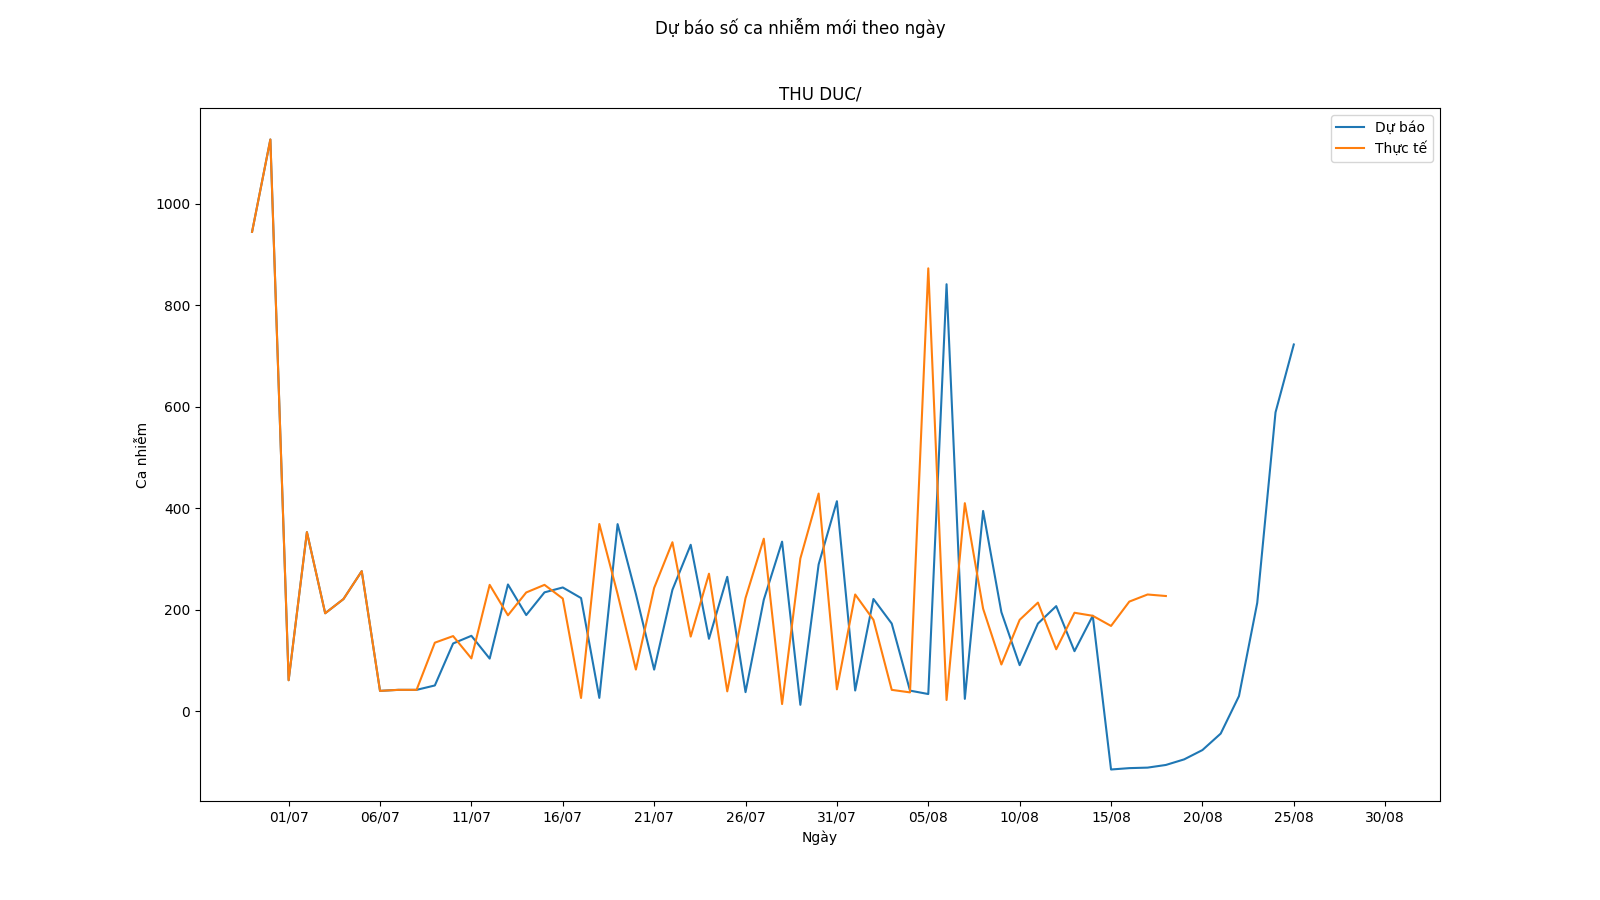 Dự báo số ca nhiễm mới theo ngày
THU DUC/
Dự báo
Thực tế
Ca nhiễm
1000
800
600
400
200
0
01/07 06/07 11/07 16/07 21/07 26/07 31/07 05/08 10/08 15/08 20/08 25/08 30/08
Ngày